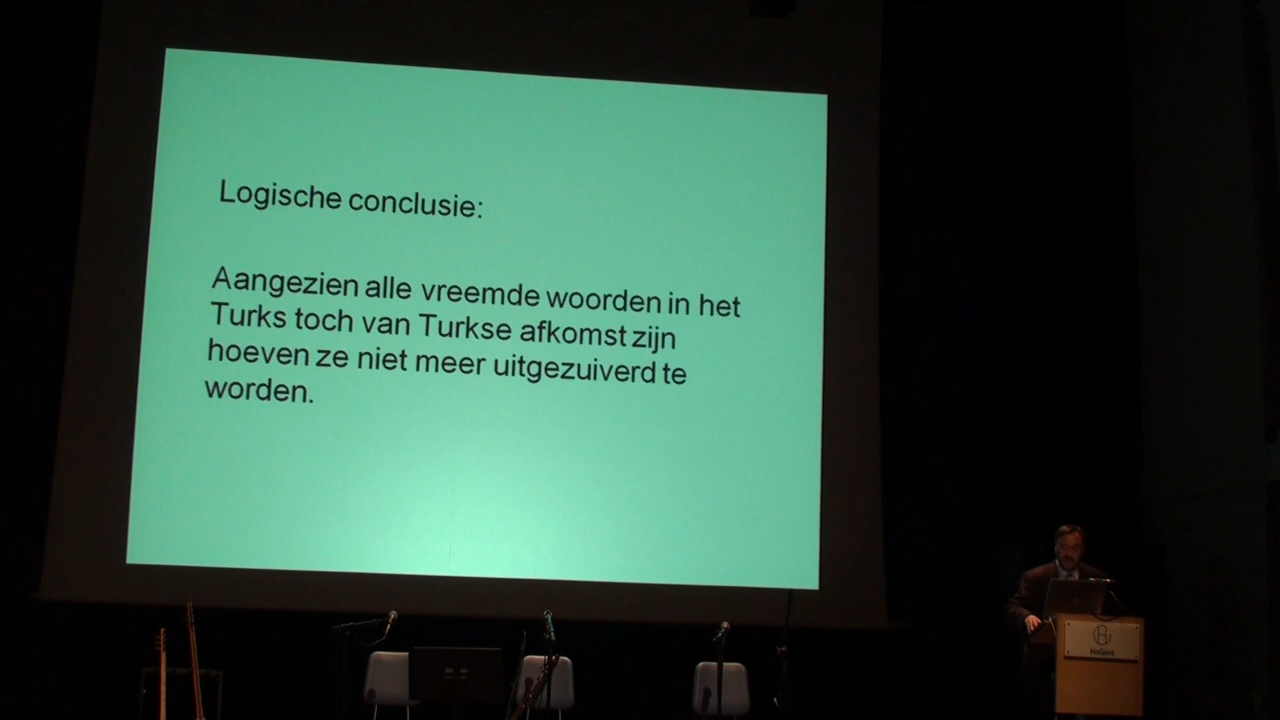 Logische conclusie:
Aangezien alle vreemde woorden in het
Turks toch van Turkse afkomst zijn
hoeven ze niet meer uitgezuiverd te
worden.
HoGent